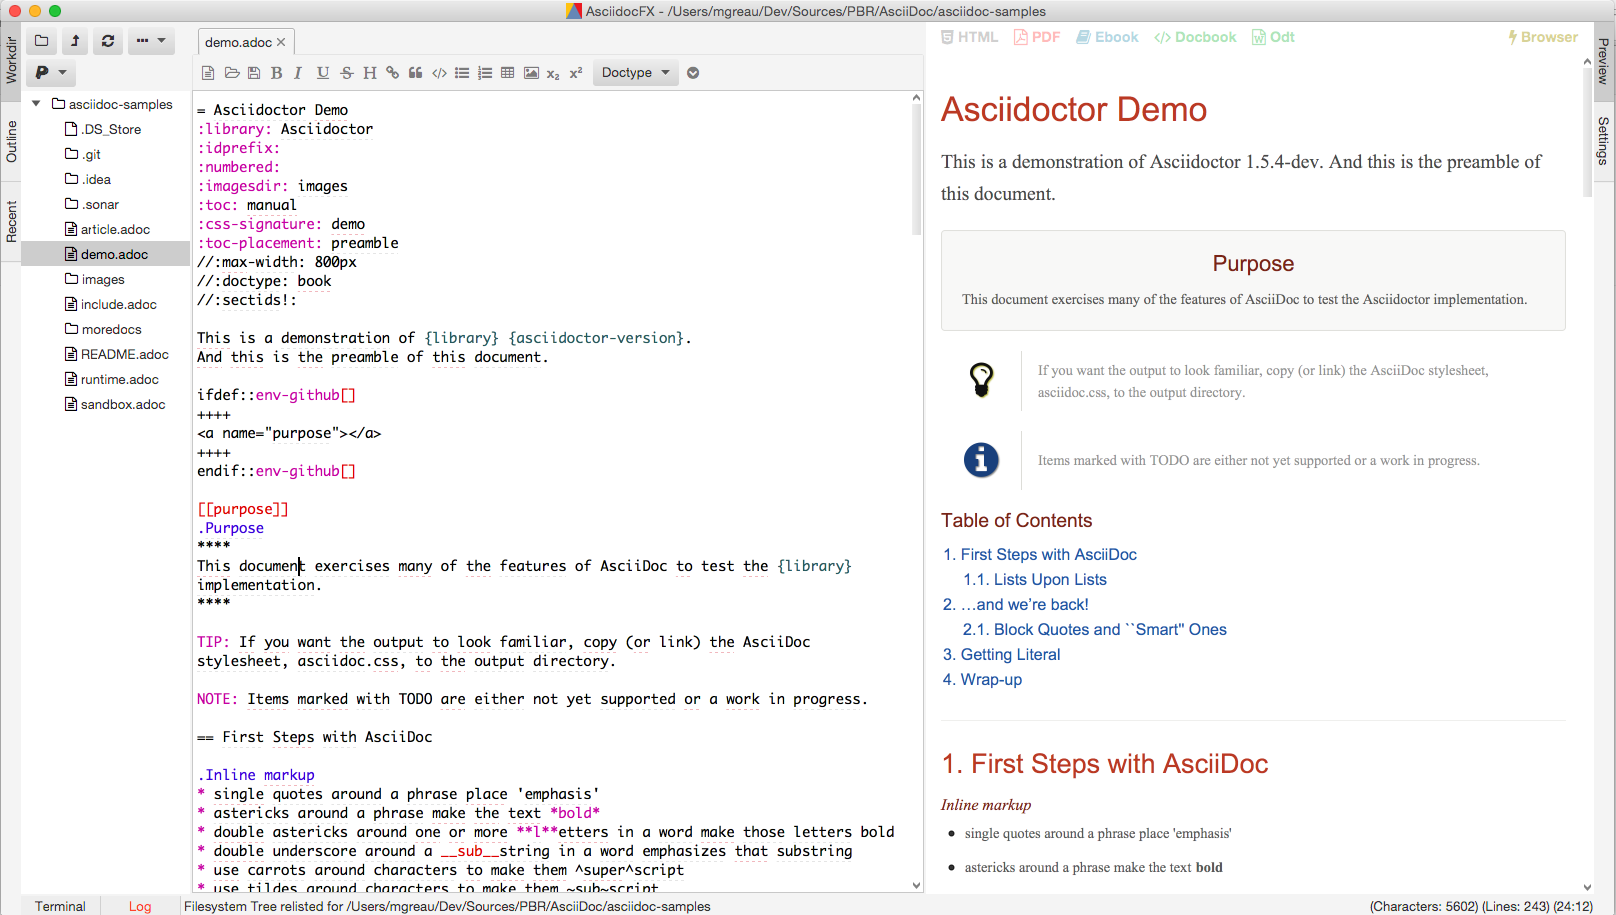 AsciidocFX - /Users/mgreau/Dev/Sources/PBR/AsciiDoc/asciidoc-samples
Workdir
Outline
Recent
P
asciidoc-samples
.DS_Store
.git
.idea
.sonar
article.adoc
demo.adoc
images
include.adoc
moredocs
README.adoc
runtime.adoc
sandbox.adoc
demo.adoc ×
B I U S H x₂ x² Doctype
= Asciidoctor Demo
:library: Asciidoctor
:idprefix:
:numbered:
:imagesdir: images
:toc: manual
:css-signature: demo
:toc-placement: preamble
//:max-width: 800px
//:doctype: book
//:sectids!:
This is a demonstration of {library} {asciidoctor-version}.
And this is the preamble of this document.
ifdef::env-github[]
++++
<a name="purpose"></a>
++++
endif::env-github[]
[[purpose]]
.Purpose
****
This document exercises many of the features of AsciiDoc to test the {library}
implementation.
****
TIP: If you want the output to look familiar, copy (or link) the AsciiDoc
stylesheet, asciidoc.css, to the output directory.
NOTE: Items marked with TODO are either not yet supported or a work in progress.
== First Steps with AsciiDoc
.Inline markup
* single quotes around a phrase place 'emphasis'
* astericks around a phrase make the text *bold*
* double astericks around one or more **l**etters in a word make those letters bold
* double underscore around a __sub__string in a word emphasizes that substring
* use carrots around characters to make them ^super^script
* use tildes around characters to make them ~sub~script
HTML PDF Ebook Docbook Odt Browser
Asciidoctor Demo
This is a demonstration of Asciidoctor 1.5.4-dev. And this is the preamble of
this document.
Purpose
This document exercises many of the features of AsciiDoc to test the Asciidoctor implementation.
If you want the output to look familiar, copy (or link) the AsciiDoc stylesheet,
asciidoc.css, to the output directory.
Items marked with TODO are either not yet supported or a work in progress.
Table of Contents
1. First Steps with AsciiDoc
1.1. Lists Upon Lists
2. …and we’re back!
2.1. Block Quotes and ``Smart'' Ones
3. Getting Literal
4. Wrap-up
1. First Steps with AsciiDoc
Inline markup
• single quotes around a phrase place 'emphasis'
• astericks around a phrase make the text bold
Preview
Settings
Terminal
Log
Filesystem Tree relisted for /Users/mgreau/Dev/Sources/PBR/AsciiDoc/asciidoc-samples
(Characters: 5602) (Lines: 243) (24:12)